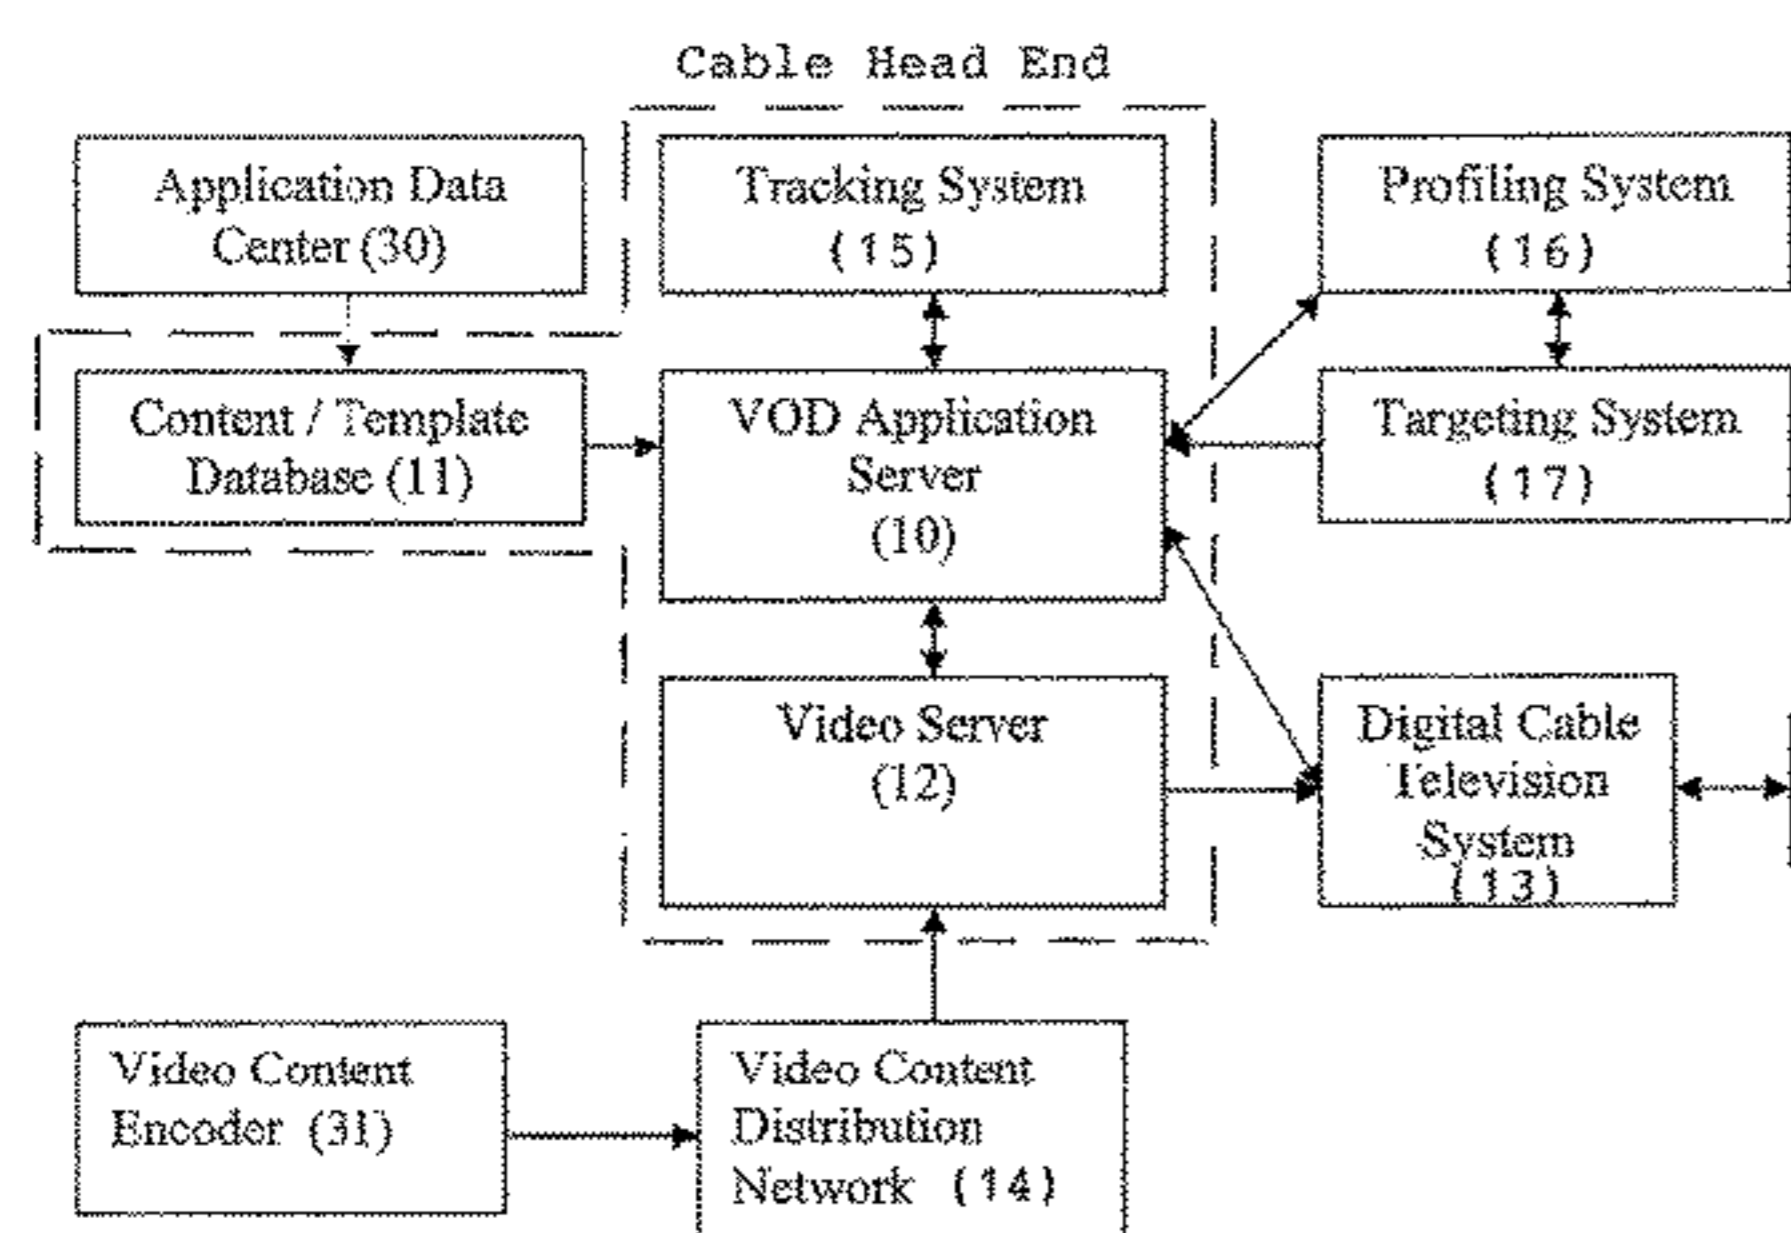 Cable Head End
Application Data
Center (30)
Tracking System
(15)
Profiling System
(16)
Content / Template
Database (11)
VOD Application
Server
(10)
Targeting System
(17)
Video Server
(12)
Digital Cable
Television
System
(13)
Video Content
Encoder (31)
Video Content
Distribution
Network (14)